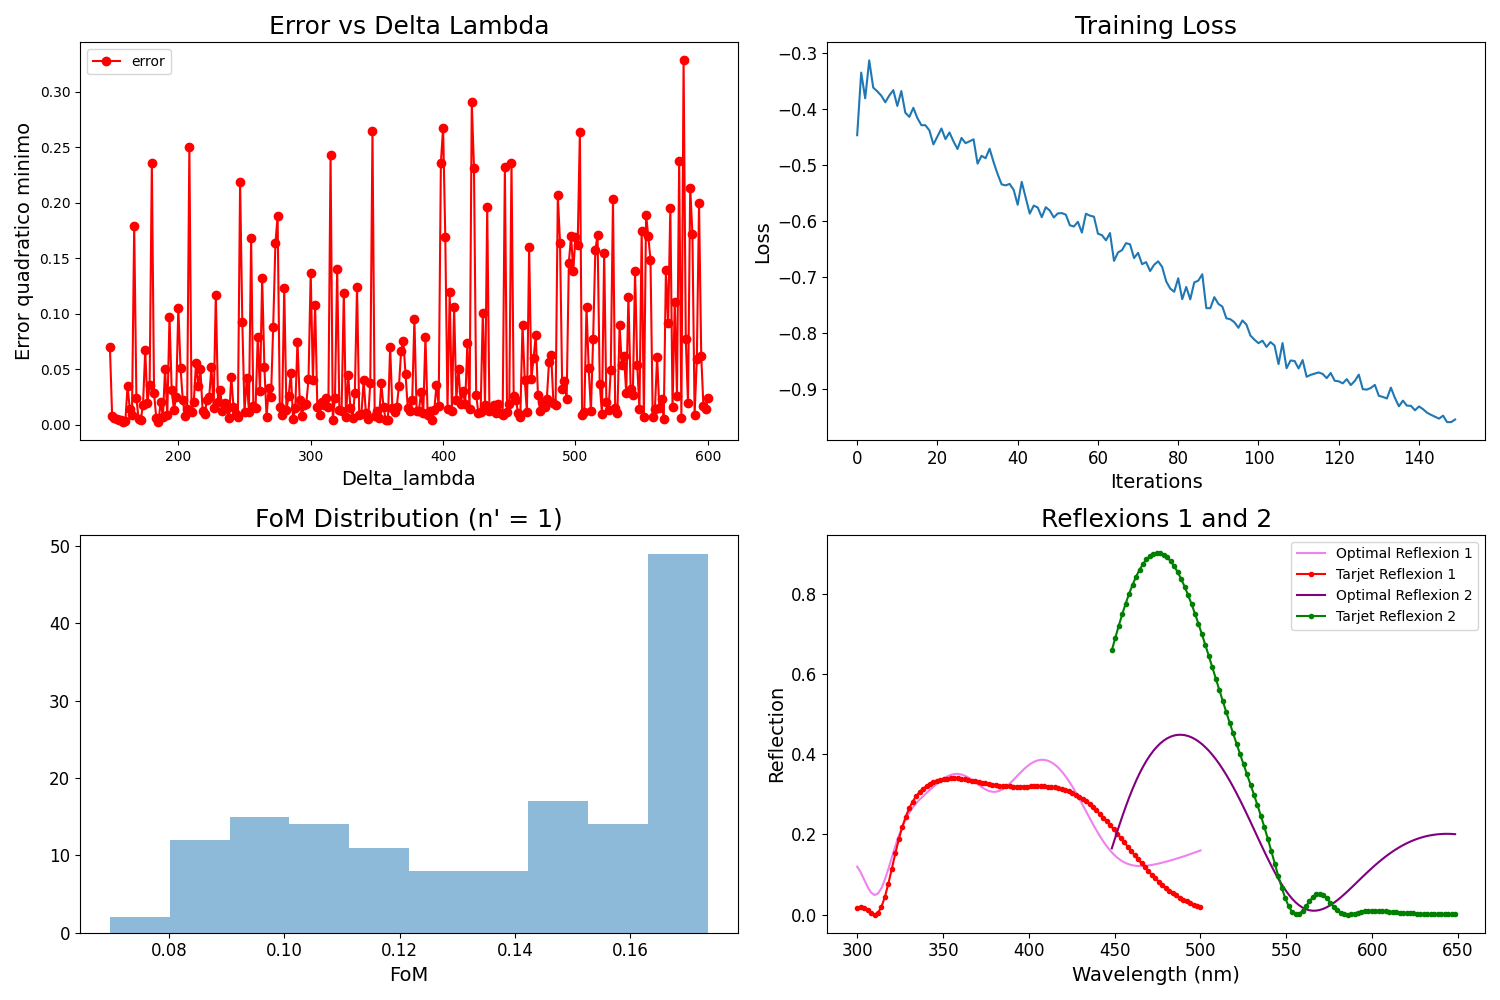 Error vs Delta Lambda
error
Error quadratico minimo
0.30
0.25
0.20
0.15
0.10
0.05
0.00
200 300 400 500 600
Delta_lambda
Training Loss
Loss
−0.3
−0.4
−0.5
−0.6
−0.7
−0.8
−0.9
0 20 40 60 80 100 120 140
Iterations
FoM Distribution (n' = 1)
50
40
30
20
10
0
0.08 0.10 0.12 0.14 0.16
FoM
Reflexions 1 and 2
Optimal Reflexion 1
Tarjet Reflexion 1
Optimal Reflexion 2
Tarjet Reflexion 2
Reflection
0.8
0.6
0.4
0.2
0.0
300 350 400 450 500 550 600 650
Wavelength (nm)